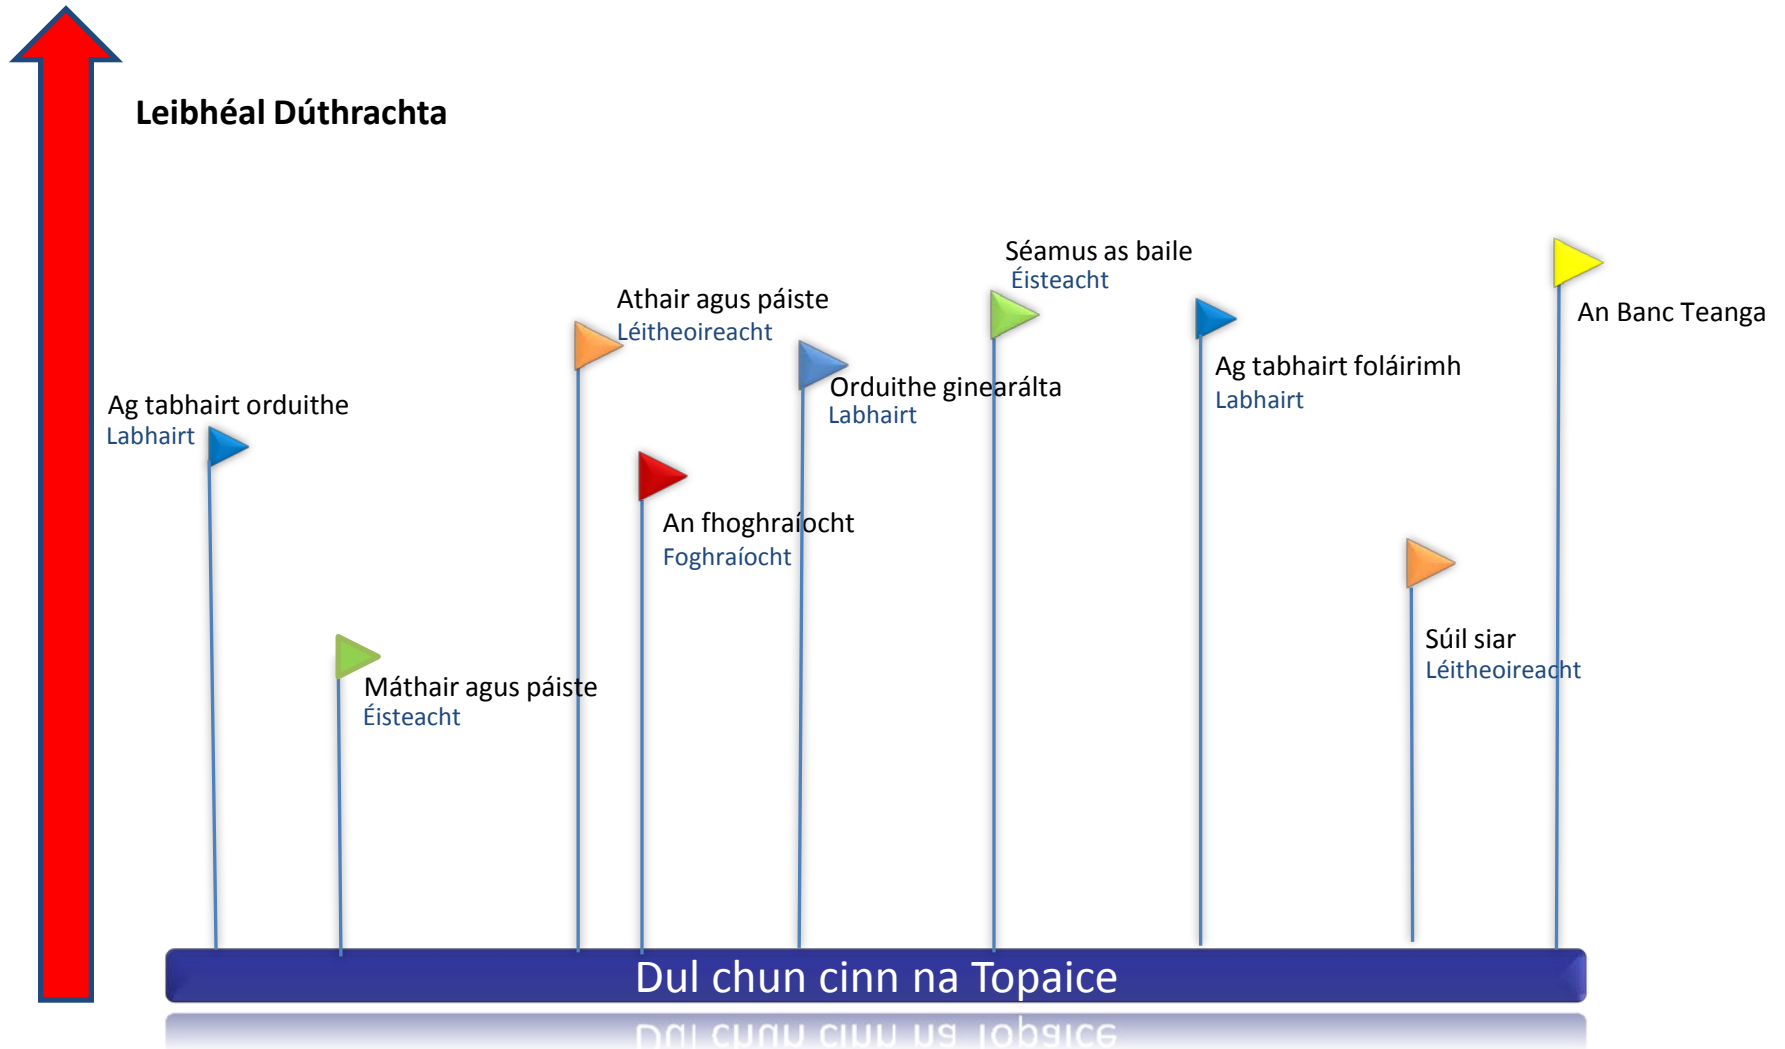 Leibhéal Dúthrachta
Ag tabhairt orduithe
Labhairt
Máthair agus páiste
Éisteacht
Athair agus páiste
Léitheoireacht
An fhoghraíocht
Foghraíocht
Orduithe ginearálta
Labhairt
Séamus as baile
Éisteacht
Ag tabhairt foláirimh
Labhairt
Súil siar
Léitheoireacht
An Banc Teanga
Dul chun cinn na Topaice